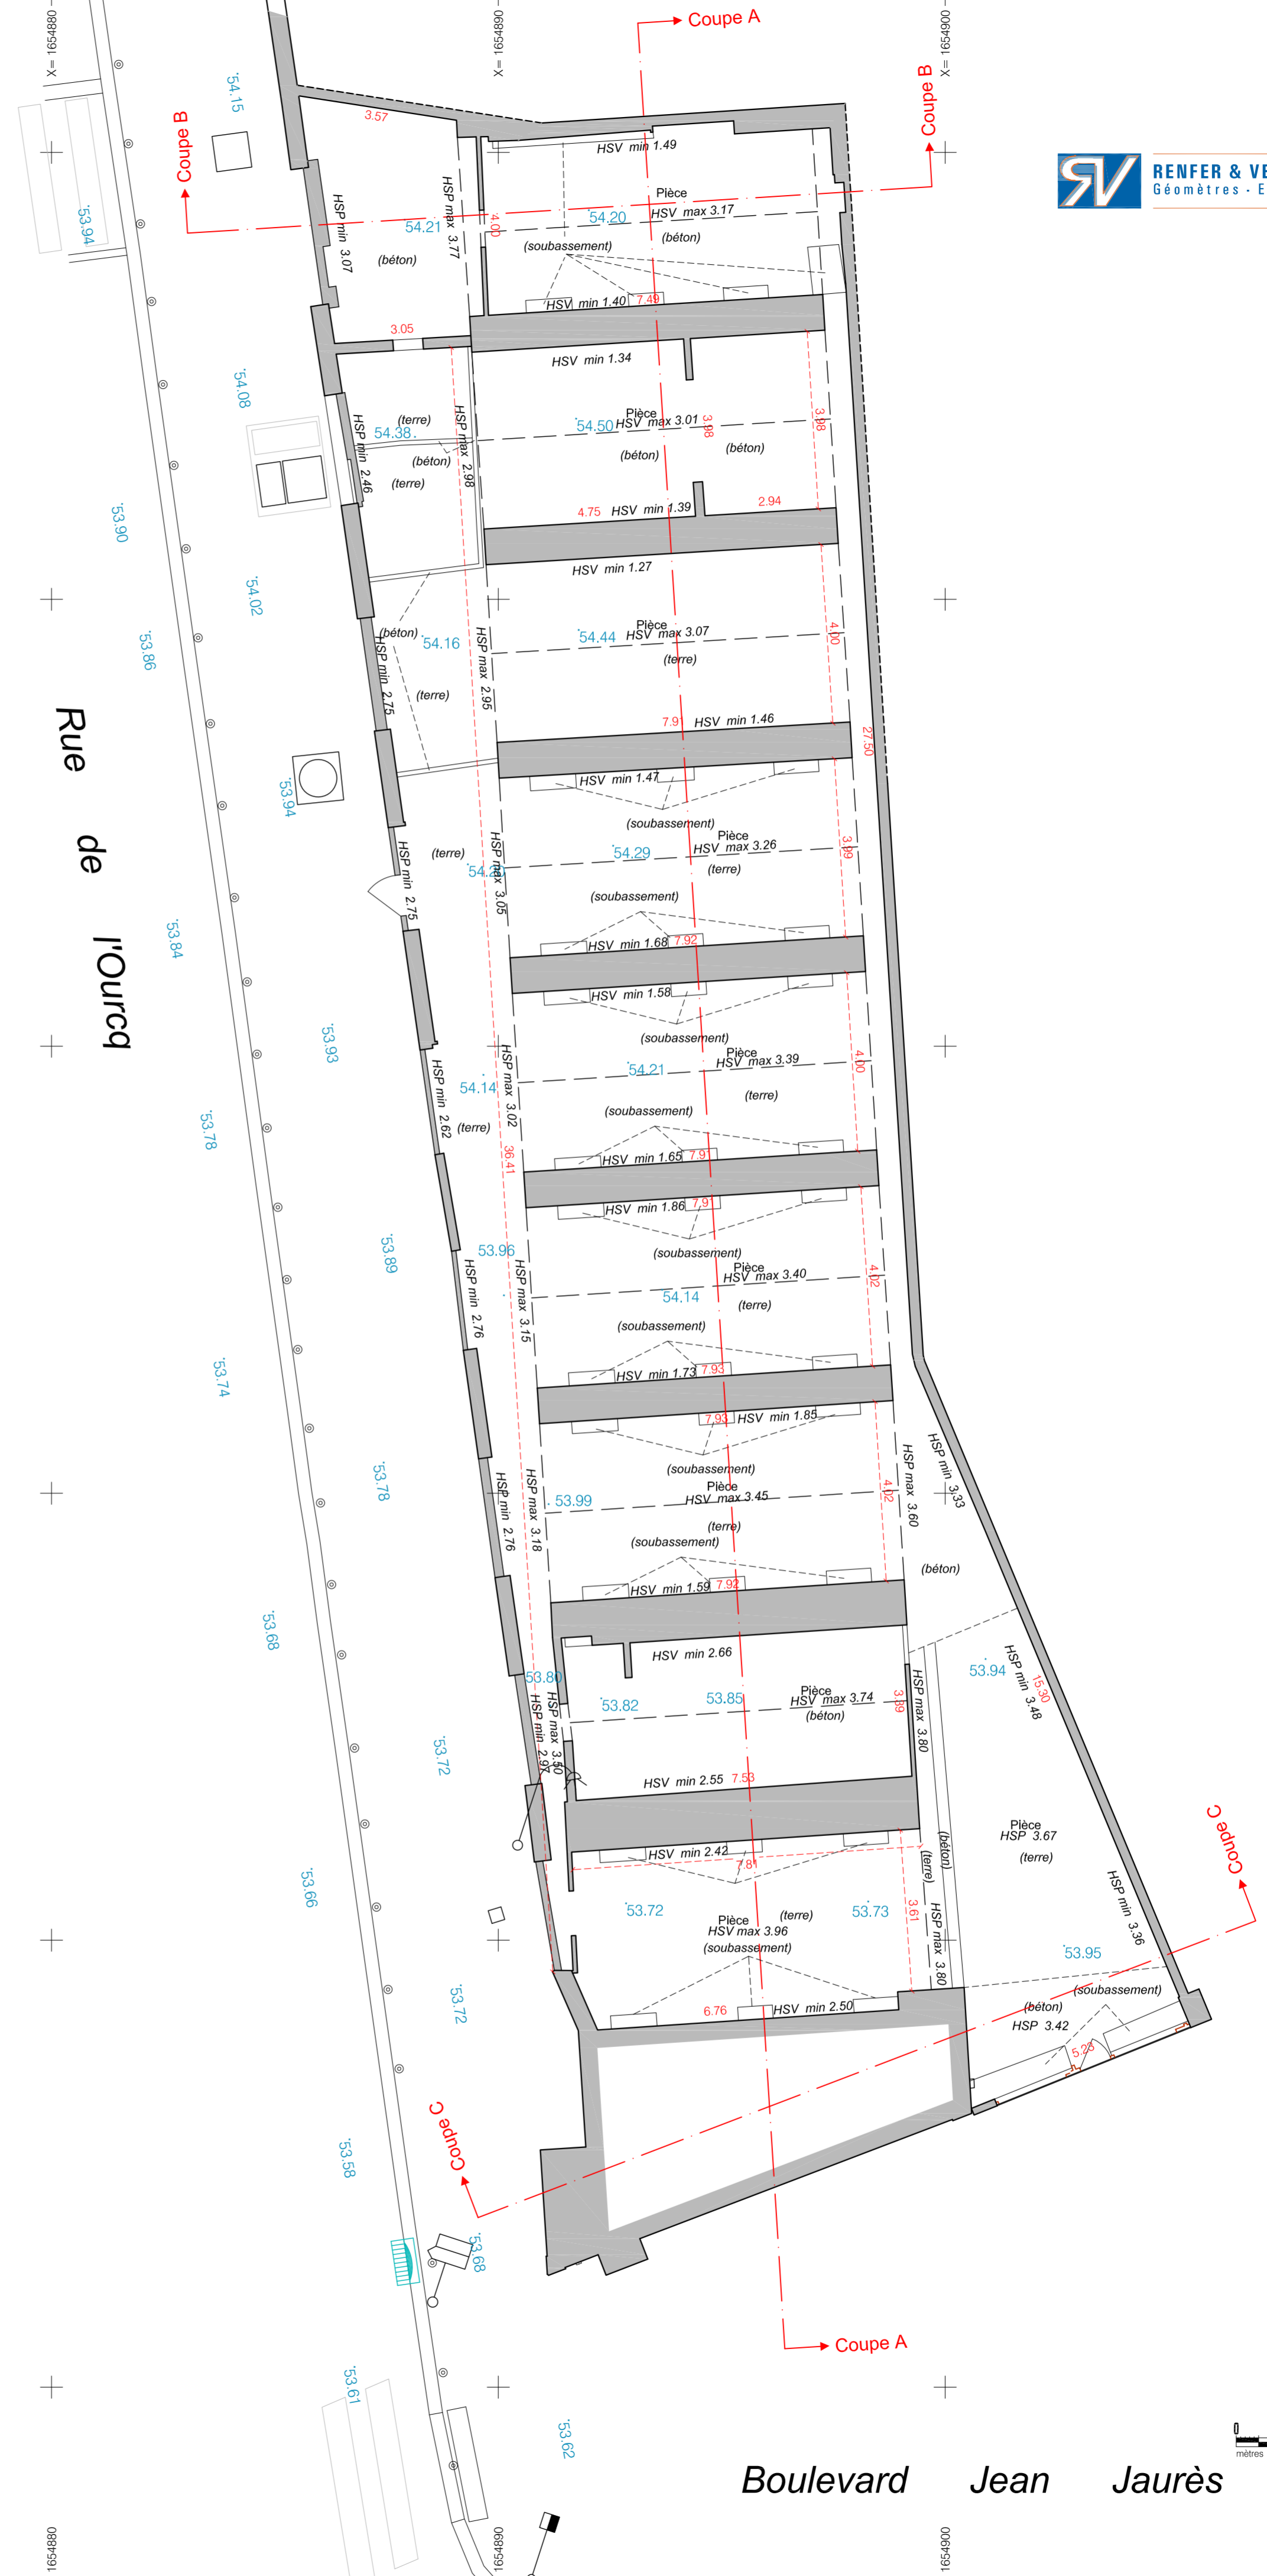 X= 1654880
X= 1654890
X= 1654900
Coupe A
Coupe B
Coupe B
RENFER & VE
Géomètres - E
54.15
3.57
HSV min 1.49
53.94
HSP min 3.07
HSP max 3.77
4.00
Pièce
54.21
54.20
HSV max 3.17
(soubassement)
(béton)
(béton)
HSV min 1.40
7.49
3.05
HSV min 1.34
54.08
(terre)
54.38
HSP min 2.46
HSP max 2.98
Pièce
54.50
HSV max 3.01
3.98
3.98
(béton)
(béton)
(béton)
(terre)
4.75
HSV min 1.39
2.94
53.90
HSV min 1.27
54.02
53.86
(béton)
54.16
HSP min 2.75
HSP max 2.95
Pièce
54.44
HSV max 3.07
(terre)
4.00
(terre)
7.91
HSV min 1.46
27.50
Rue de l'Ourcq
53.94
HSV min 1.47
(soubassement)
Pièce
HSV max 3.26
54.29
3.99
(terre)
(terre)
HSP min 2.75
HSP max 3.05
(soubassement)
53.84
HSV min 1.68
7.92
HSV min 1.58
53.93
(soubassement)
Pièce
HSV max 3.39
54.21
4.00
54.14
HSP min 2.62
HSP max 3.02
(terre)
(terre)
(soubassement)
53.78
36.41
HSV min 1.65
7.91
HSV min 1.86
7.91
53.89
53.96
(soubassement)
Pièce
HSV max 3.40
4.02
54.14
(terre)
HSP min 2.76
HSP max 3.15
(soubassement)
53.74
HSV min 1.73
7.93
7.93
HSV min 1.85
53.78
(soubassement)
HSP max 3.60
HSP min 3.33
Pièce
HSV max 3.45
53.99
4.02
HSP min 2.76
HSP max 3.18
(terre)
(soubassement)
(béton)
HSV min 1.59
7.92
53.68
HSV min 2.66
53.94
53.80
15.30
HSP min 3.48
53.82
53.85
Pièce
HSV max 3.74
(béton)
3.89
HSP max 3.80
HSP min 2.97
HSP max 3.50
53.72
HSV min 2.55
7.53
Pièce
HSP 3.67
(terre)
Coupe C
HSV min 2.42
7.81
(béton)
(terre)
53.66
53.72
53.73
3.61
HSP min 3.36
Pièce
(terre)
HSV max 3.96
(soubassement)
HSP max 3.80
53.95
53.72
6.76
HSV min 2.50
(soubassement)
(béton)
HSP 3.42
5.23
Coupe C
53.58
53.68
Coupe A
53.61
53.62
0
mètres
Boulevard Jean Jaurès
1654880
1654890
1654900